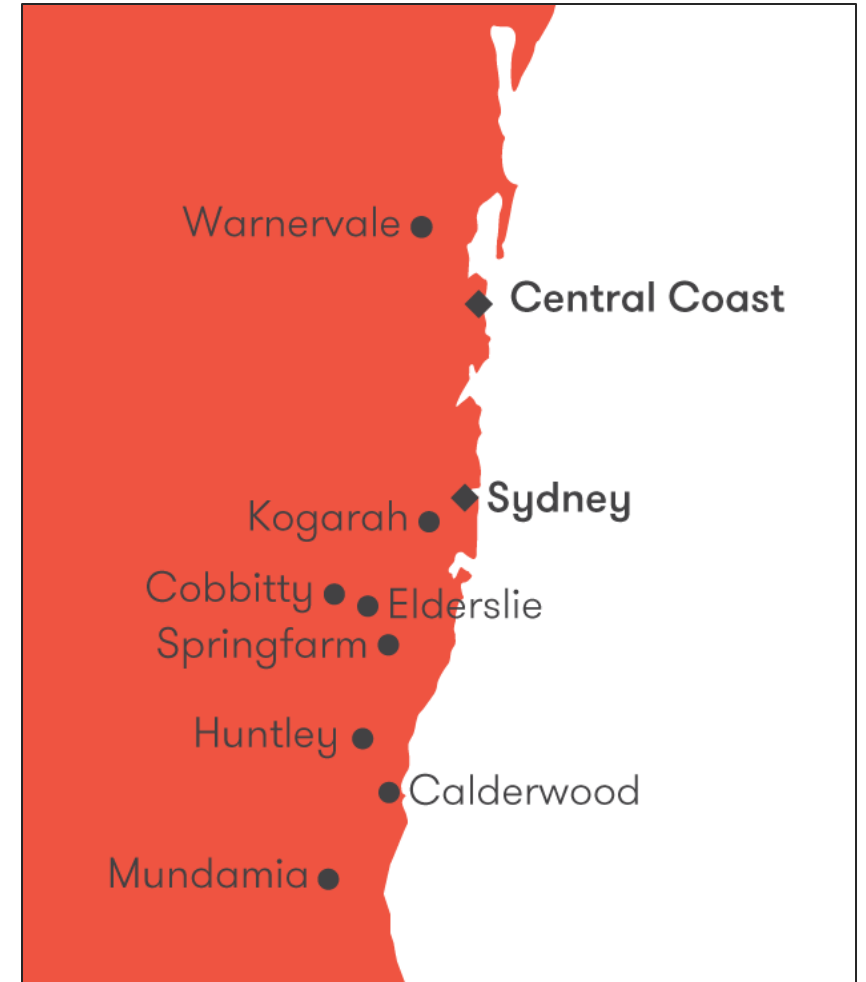 Warnervale
Central Coast
Sydney
Kogarah
Cobbitty
Elderslie
Springfarm
Huntley
Calderwood
Mundamia